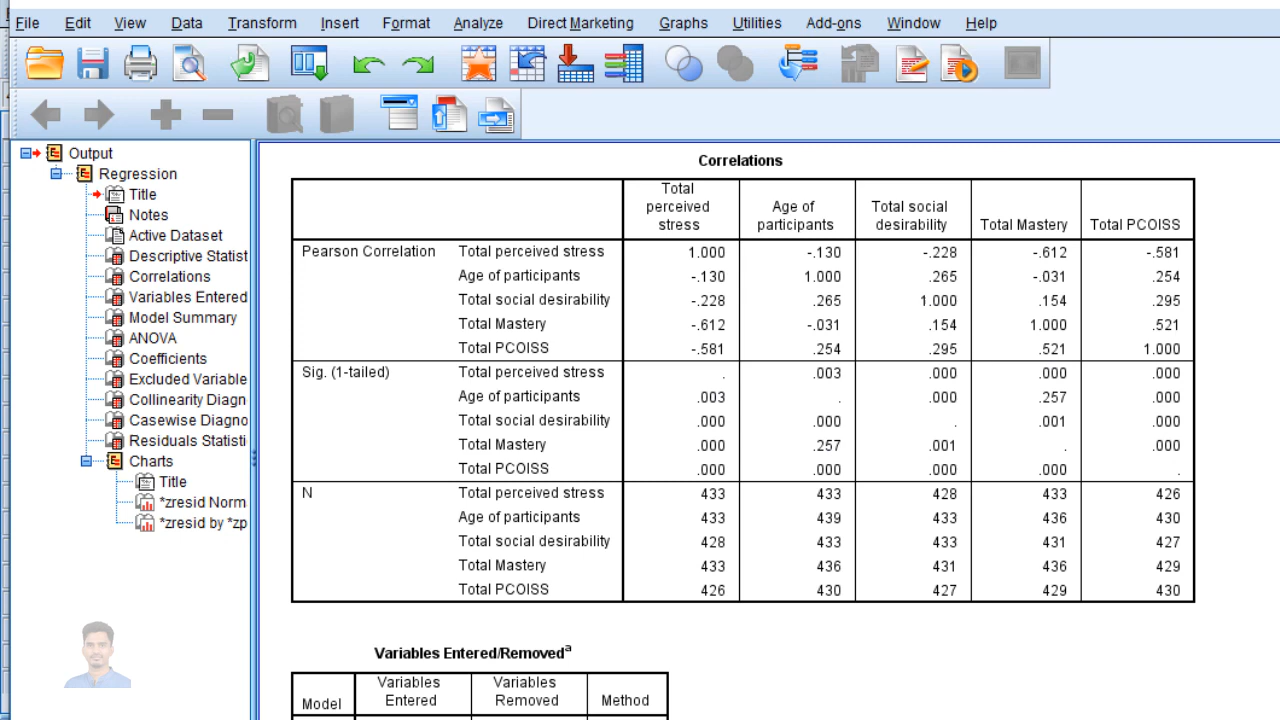 File Edit View Data Transform Insert Format Analyze Direct Marketing Graphs Utilities Add-ons Window Help
Output
Regression
Title
Notes
Active Dataset
Descriptive Statist
Correlations
Variables Entered
Model Summary
ANOVA
Coefficients
Excluded Variable
Collinearity Diagn
Casewise Diagno
Residuals Statisti
Charts
Title
*zresid Norm
*zresid by *zp
Correlations
Total perceived stress Age of participants Total social desirability Total Mastery Total PCOISS
Pearson Correlation Total perceived stress 1.000 -.130 -.228 -.612 -.581
Age of participants -.130 1.000 .265 -.031 .254
Total social desirability -.228 .265 1.000 .154 .295
Total Mastery -.612 -.031 .154 1.000 .521
Total PCOISS -.581 .254 .295 .521 1.000
Sig. (1-tailed) Total perceived stress . .003 .000 .000 .000
Age of participants .003 . .000 .257 .000
Total social desirability .000 .000 . .001 .000
Total Mastery .000 .257 .001 . .000
Total PCOISS .000 .000 .000 .000 .
N Total perceived stress 433 433 428 433 426
Age of participants 433 439 433 436 430
Total social desirability 428 433 433 431 427
Total Mastery 433 436 431 436 429
Total PCOISS 426 430 427 429 430
Variables Entered/Removedᵃ
Model Variables Entered Variables Removed Method